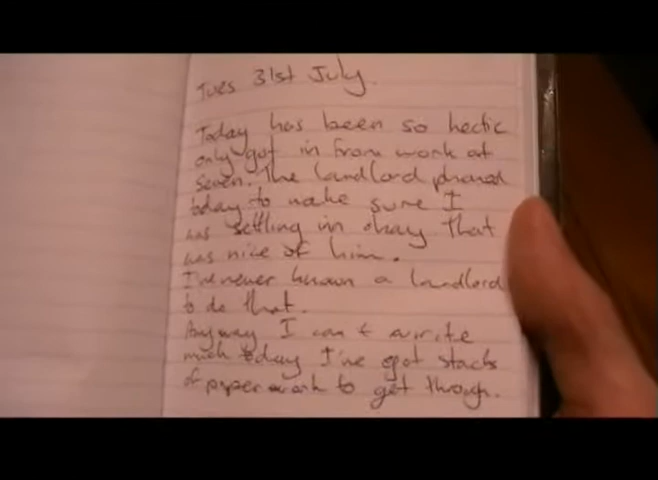 Tues 31st July.
Today has been so hectic
only got in from work at
seven. The landlord phoned
today to make sure I
was settling in okay that
was nice of him.
I've never known a landlord
to do that.
Anyway I can't write
much today I've got stacks
of paperwork to get through.